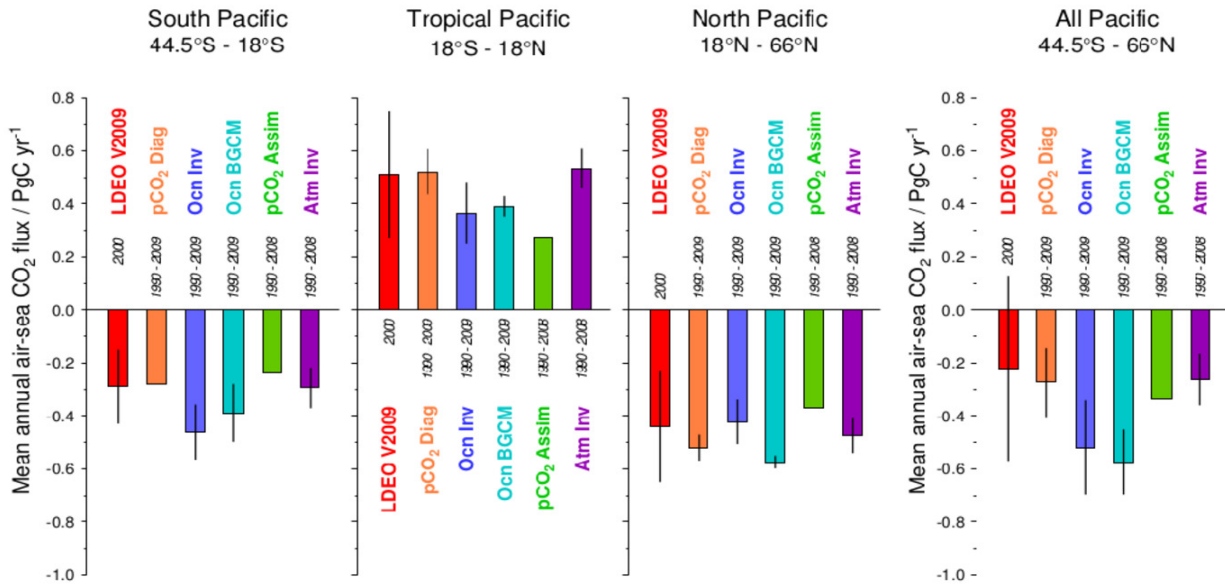 South Pacific
44.5°S - 18°S
Tropical Pacific
18°S - 18°N
North Pacific
18°N - 66°N
All Pacific
44.5°S - 66°N
Mean annual air-sea CO₂ flux / PgC yr⁻¹
0.8
0.6
0.4
0.2
0.0
-0.2
-0.4
-0.6
-0.8
-1.0
LDEO V2009
pCO₂ Diag
Ocn Inv
Ocn BGCM
pCO₂ Assim
Atm Inv
2000
1990 - 2009
1990 - 2009
1990 - 2009
1990 - 2008
1990 - 2008
2000
1990 - 2009
1990 - 2009
1990 - 2008
1990 - 2008
LDEO V2009
pCO₂ Diag
Ocn Inv
Ocn BGCM
pCO₂ Assim
Atm Inv
LDEO V2009
pCO₂ Diag
Ocn Inv
Ocn BGCM
pCO₂ Assim
Atm Inv
2000
1990 - 2009
1990 - 2009
1990 - 2009
1990 - 2008
1990 - 2008
Mean annual air-sea CO₂ flux / PgC yr⁻¹
0.8
0.6
0.4
0.2
0.0
-0.2
-0.4
-0.6
-0.8
-1.0
LDEO V2009
pCO₂ Diag
Ocn Inv
Ocn BGCM
pCO₂ Assim
Atm Inv
2000
1990 - 2009
1990 - 2009
1990 - 2009
1990 - 2008
1990 - 2008